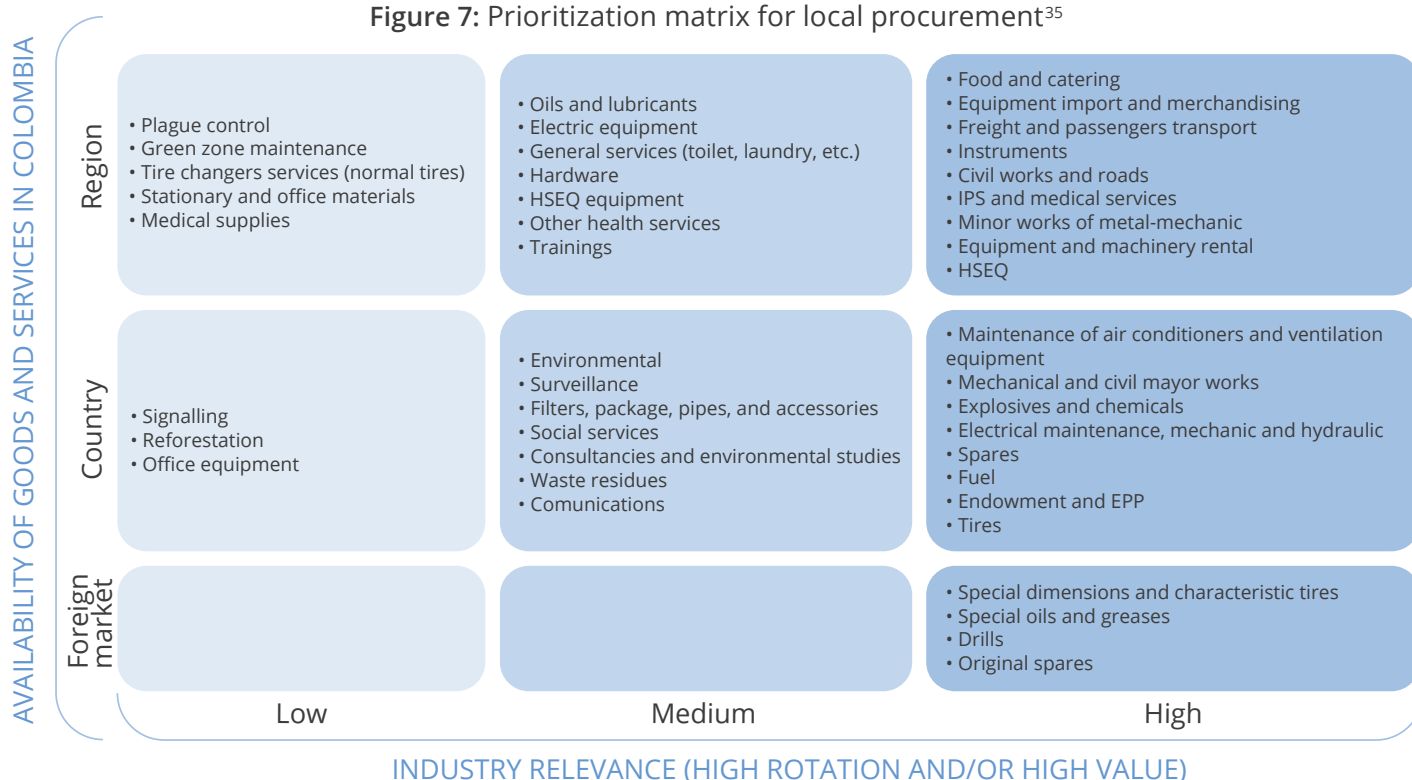 Figure 7: Prioritization matrix for local procurement35
AVAILABILITY OF GOODS AND SERVICES IN COLOMBIA
Region
• Plague control
• Green zone maintenance
• Tire changers services (normal tires)
• Stationary and office materials
• Medical supplies
• Oils and lubricants
• Electric equipment
• General services (toilet, laundry, etc.)
• Hardware
• HSEQ equipment
• Other health services
• Trainings
• Food and catering
• Equipment import and merchandising
• Freight and passengers transport
• Instruments
• Civil works and roads
• IPS and medical services
• Minor works of metal-mechanic
• Equipment and machinery rental
• HSEQ
Country
• Signalling
• Reforestation
• Office equipment
• Environmental
• Surveillance
• Filters, package, pipes, and accessories
• Social services
• Consultancies and environmental studies
• Waste residues
• Comunications
• Maintenance of air conditioners and ventilation
equipment
• Mechanical and civil mayor works
• Explosives and chemicals
• Electrical maintenance, mechanic and hydraulic
• Spares
• Fuel
• Endowment and EPP
• Tires
Foreign
market
• Special dimensions and characteristic tires
• Special oils and greases
• Drills
• Original spares
Low
Medium
High
INDUSTRY RELEVANCE (HIGH ROTATION AND/OR HIGH VALUE)